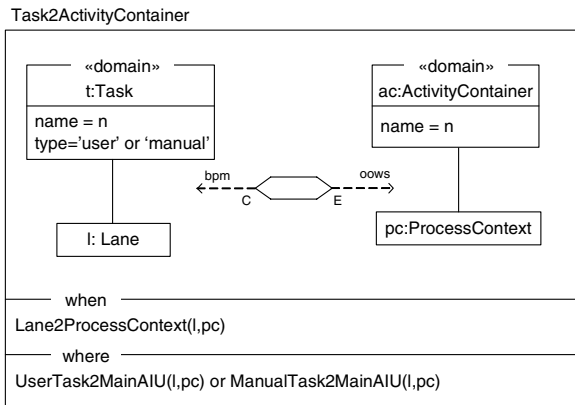 Task2ActivityContainer
«domain»
t:Task
name = n
type='user' or ‘manual’
l: Lane
bpm
C
oows
E
«domain»
ac:ActivityContainer
name = n
pc:ProcessContext
when
Lane2ProcessContext(l,pc)
where
UserTask2MainAIU(l,pc) or ManualTask2MainAIU(l,pc)